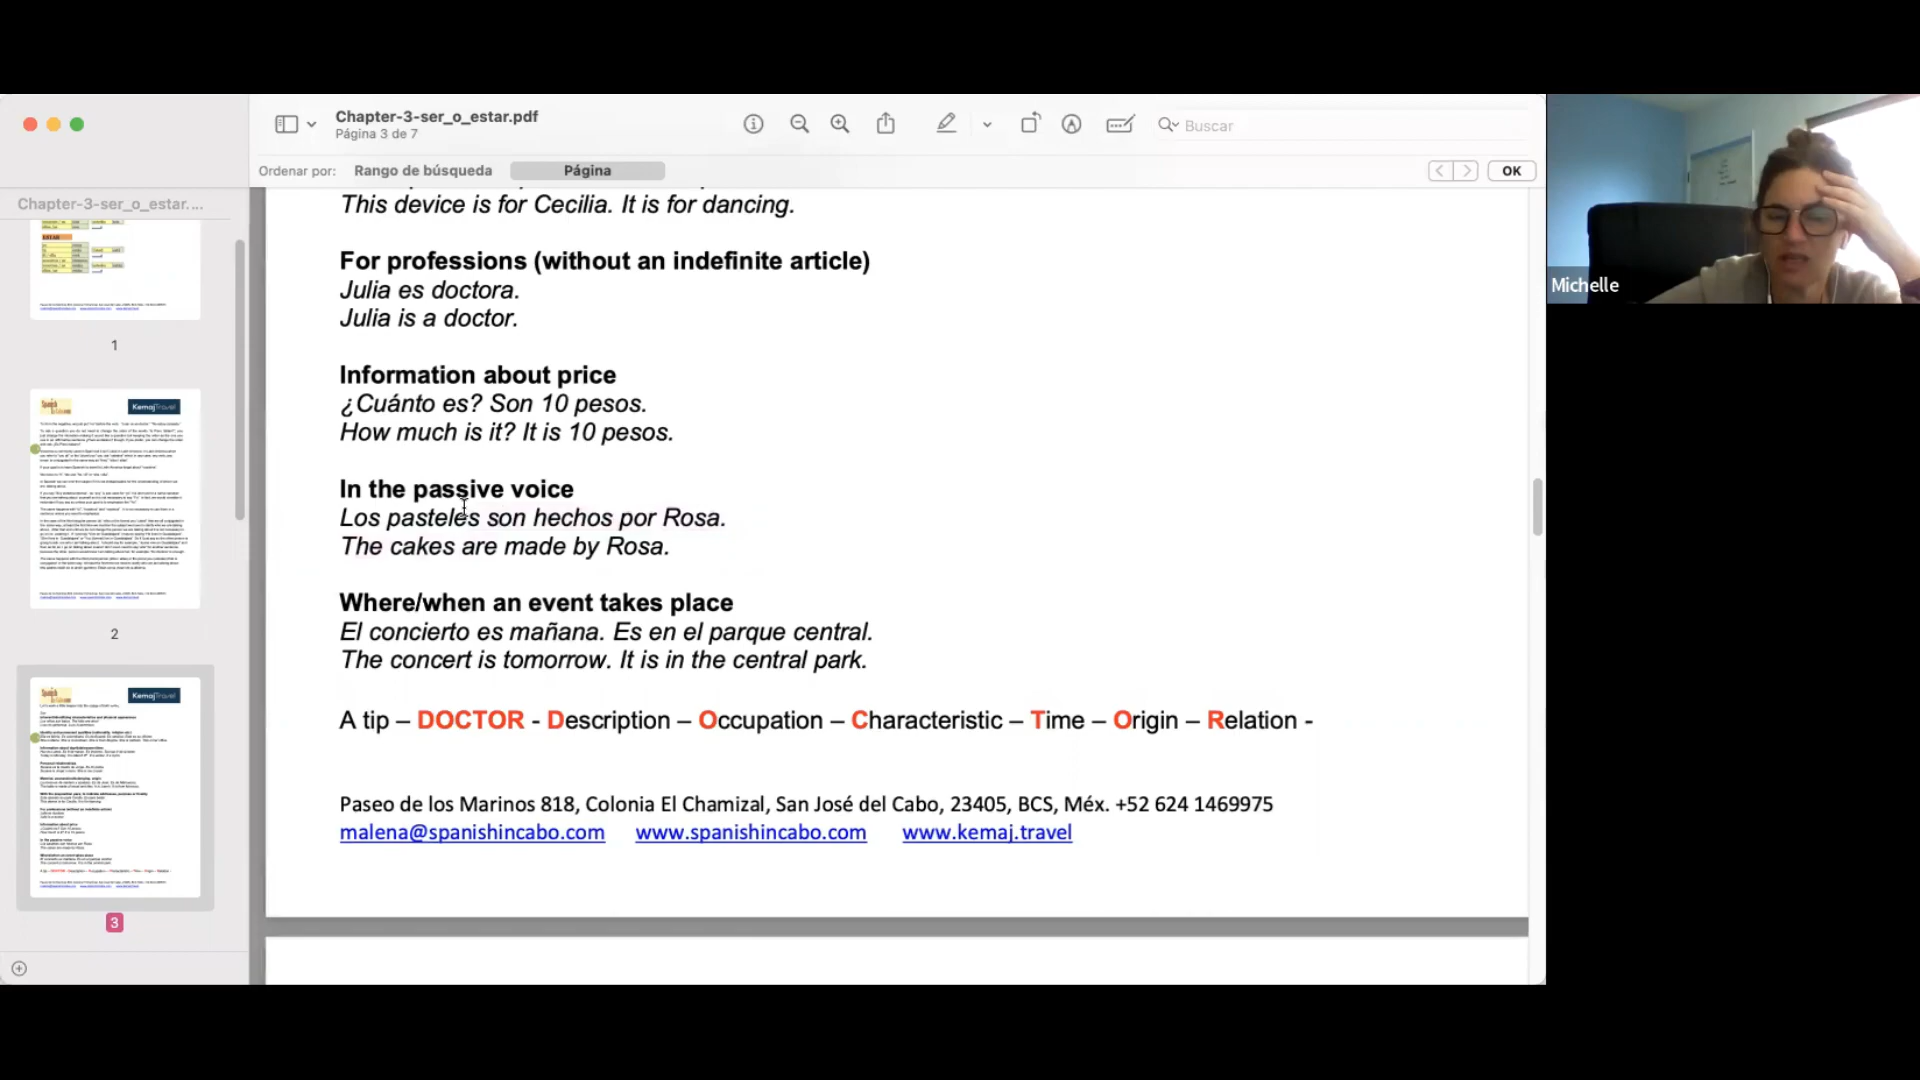 Chapter-3-ser_o_estar.pdf
Página 3 de 7
Buscar
Ordenar por: Rango de búsqueda Página
OK
Chapter-3-ser_o_estar....
1
2
3
This device is for Cecilia. It is for dancing.
For professions (without an indefinite article)
Julia es doctora.
Julia is a doctor.
Information about price
¿Cuánto es? Son 10 pesos.
How much is it? It is 10 pesos.
In the passive voice
Los pasteles son hechos por Rosa.
The cakes are made by Rosa.
Where/when an event takes place
El concierto es mañana. Es en el parque central.
The concert is tomorrow. It is in the central park.
A tip – DOCTOR - Description – Occupation – Characteristic – Time – Origin – Relation -
Paseo de los Marinos 818, Colonia El Chamizal, San José del Cabo, 23405, BCS, Méx. +52 624 1469975
malena@spanishincabo.com www.spanishincabo.com www.kemaj.travel
Michelle